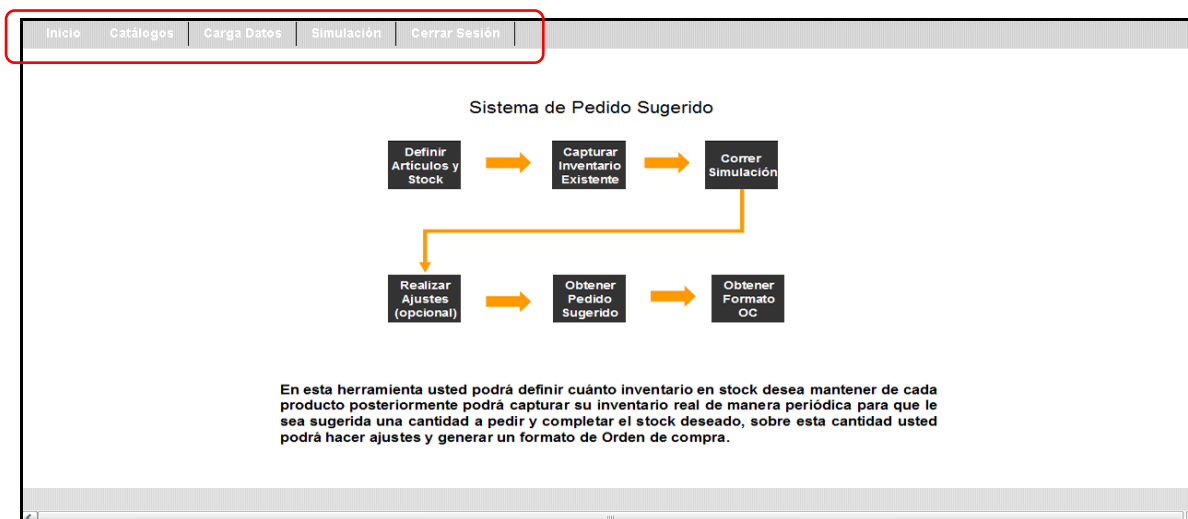 Inicio Catálogos Carga Datos Simulación Cerrar Sesión
Sistema de Pedido Sugerido
Definir
Artículos y
Stock
Capturar
Inventario
Existente
Correr
Simulación
Realizar
Ajustes
(opcional)
Obtener
Pedido
Sugerido
Obtener
Formato
OC
En esta herramienta usted podrá definir cuánto inventario en stock desea mantener de cada
producto posteriormente podrá capturar su inventario real de manera periódica para que le
sea sugerida una cantidad a pedir y completar el stock deseado, sobre esta cantidad usted
podrá hacer ajustes y generar un formato de Orden de compra.